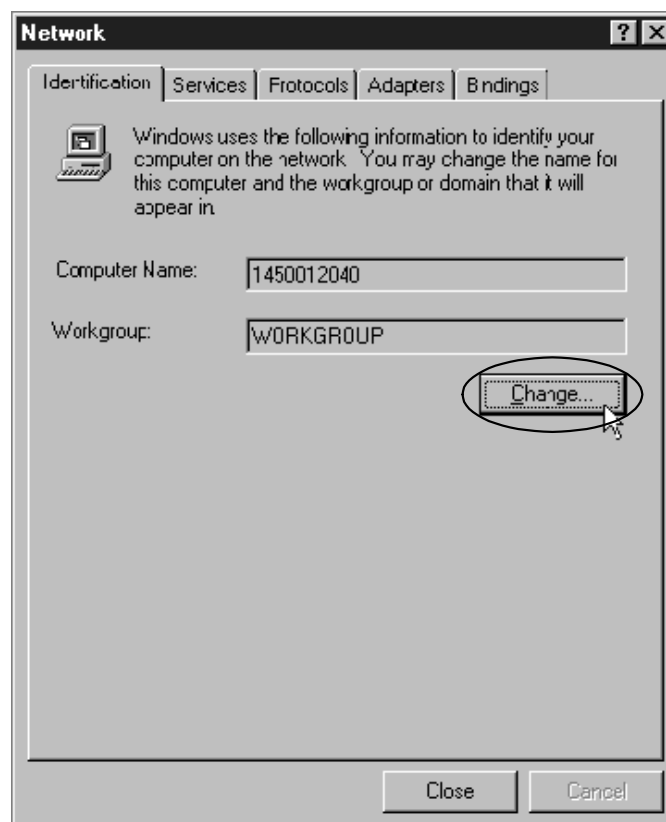 Network
Identification Services Protocols Adapters Bindings
Windows uses the following information to identify your
computer on the network. You may change the name for
this computer and the workgroup or domain that it will
appear in.
Computer Name: 1450012040
Workgroup: WORKGROUP
Change...
Close Cancel